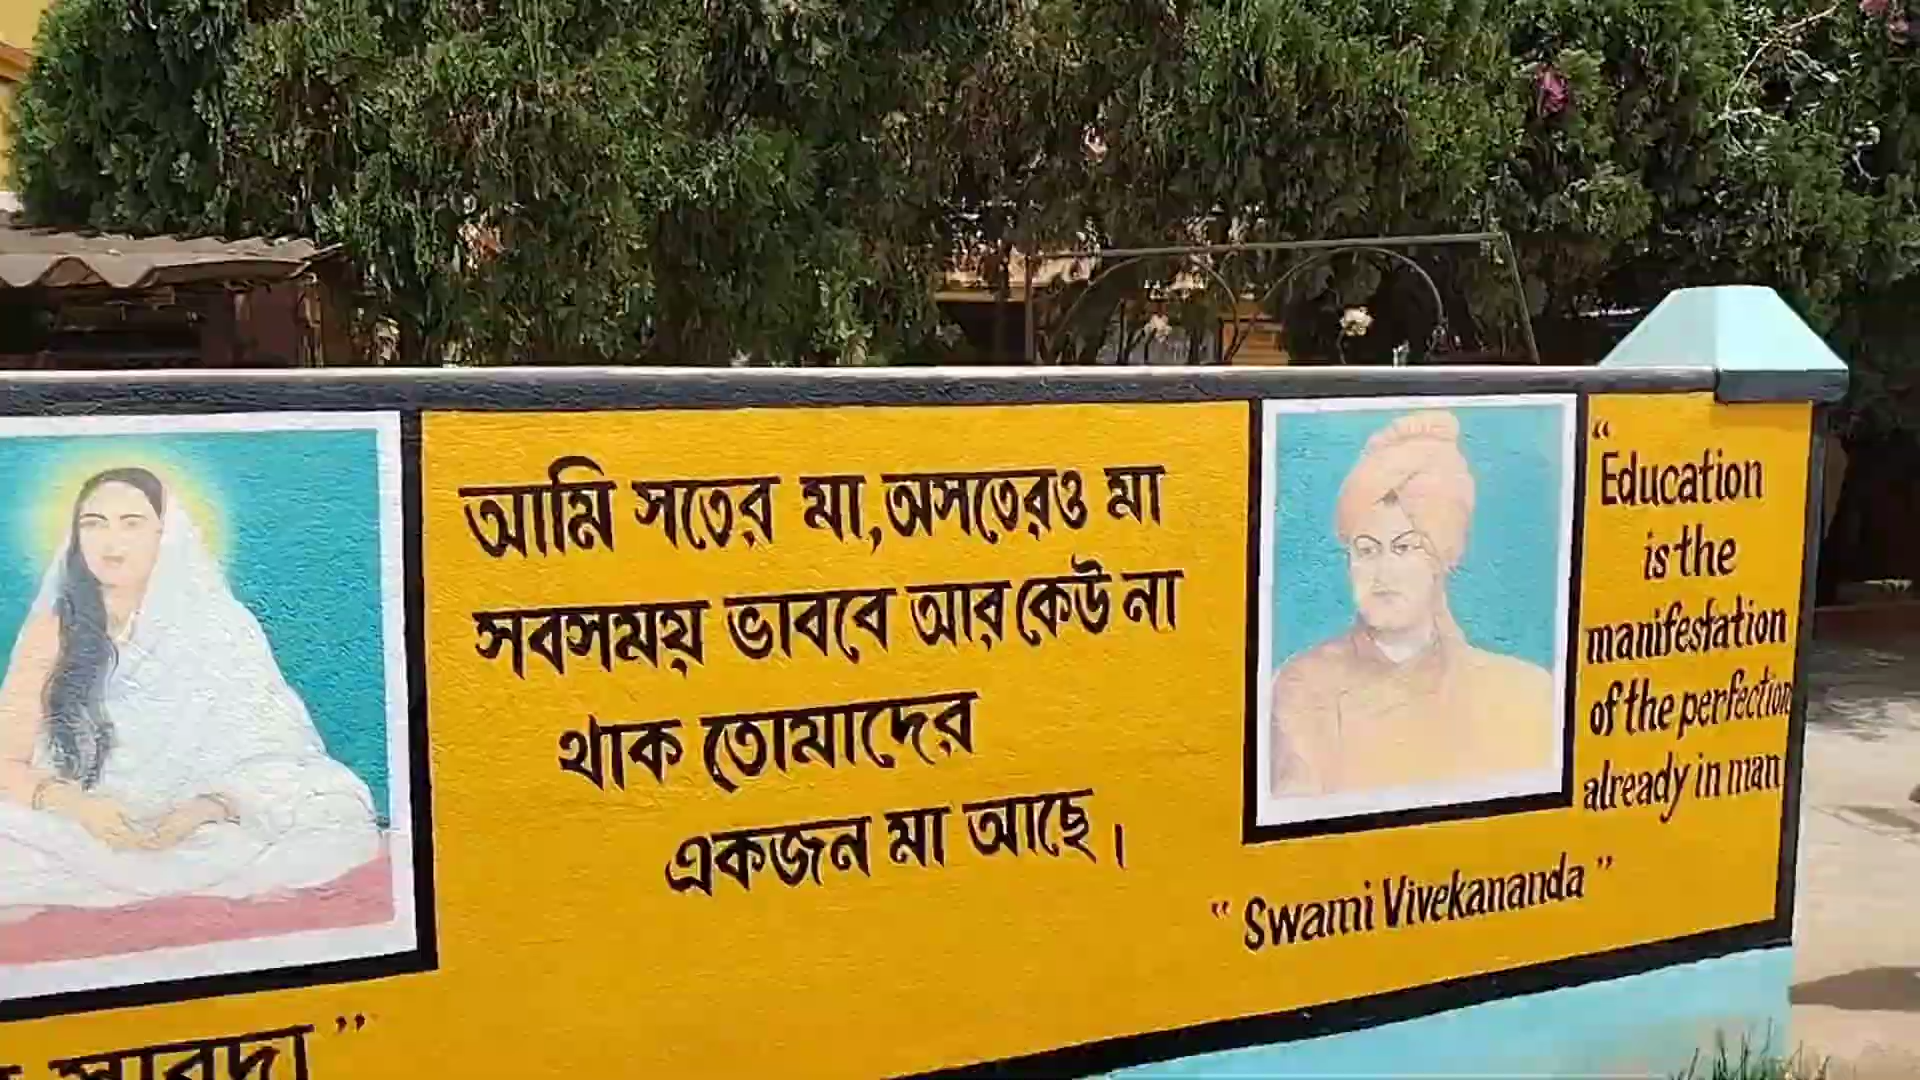 আমি সতের মা, অসতেরও মা
সবসময় ভাববে আর কেউ না
থাক তোমাদের
একজন মা আছে।
সারদা”
“
Education
is the
manifestation
of the perfection
already in man
“Swami Vivekananda”